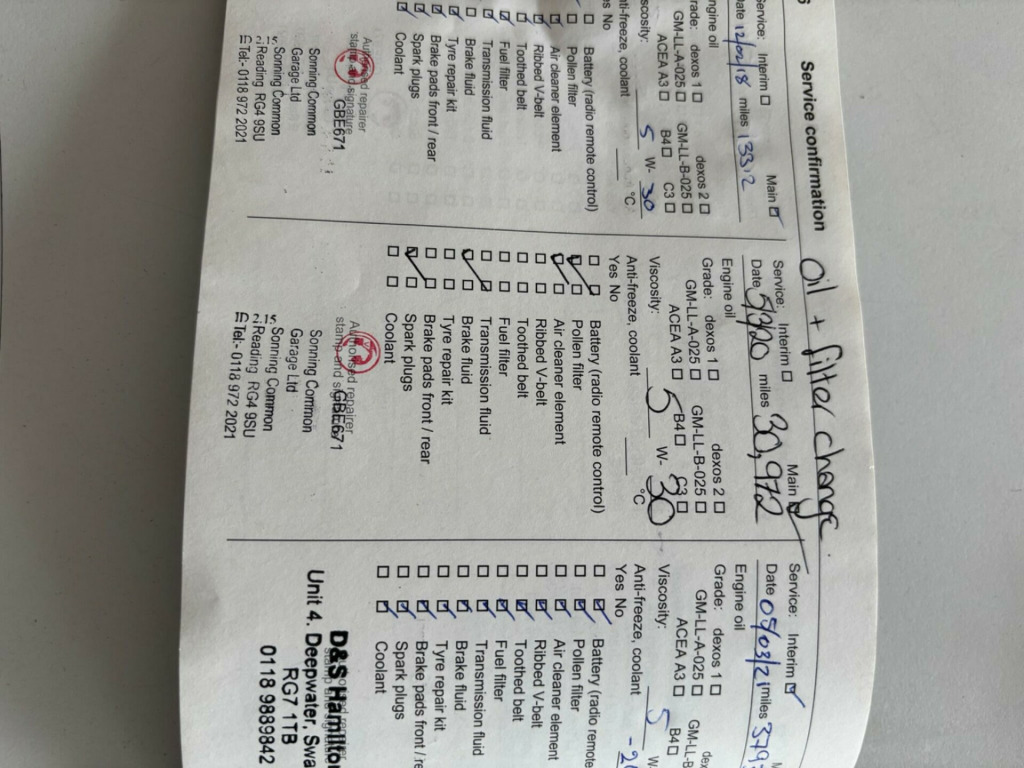 Service confirmation
Service: Interim Main
Date 12/02/18 miles 13312
Engine oil
Grade: dexos 1 dexos 2
GM-LL-A-025 GM-LL-B-025
ACEA A3 B4 C3
Viscosity: 5 W- 30
Anti-freeze, coolant °C
Yes No
Battery (radio remote control)
Pollen filter
Air cleaner element
Ribbed V-belt
Toothed belt
Fuel filter
Transmission fluid
Brake fluid
Tyre repair kit
Brake pads front / rear
Spark plugs
Coolant
Authorised repairer
stamp and signature
GBE671
Sonning Common
Garage Ltd
Sonning Common
Reading RG4 9SU
Tel:- 0118 972 2021
Oil + filter change
Service: Interim Main
Date 5/3/20 miles 30,972
Engine oil
Grade: dexos 1 dexos 2
GM-LL-A-025 GM-LL-B-025
ACEA A3 B4 C3
Viscosity: 5 W- 30
Anti-freeze, coolant °C
Yes No
Battery (radio remote control)
Pollen filter
Air cleaner element
Ribbed V-belt
Toothed belt
Fuel filter
Transmission fluid
Brake fluid
Tyre repair kit
Brake pads front / rear
Spark plugs
Coolant
Authorised repairer
stamp and
GBE671
Sonning Common
Garage Ltd
Sonning Common
Reading RG4 9SU
Tel:- 0118 972 2021
Service: Interim
Date 05/03/21 miles 379
Engine oil
Grade: dexos 1
GM-LL-A-025 GM-LL-B
ACEA A3 B4
Viscosity: 5 W-
Anti-freeze, coolant
Yes No
Battery (radio remote
Pollen filter
Air cleaner element
Ribbed V-belt
Toothed belt
Fuel filter
Transmission fluid
Brake fluid
Tyre repair kit
Brake pads front / re
Spark plugs
Coolant
D&S Hamilto
Unit 4. Deepwater, Swa
RG7 1TB
0118 9889842